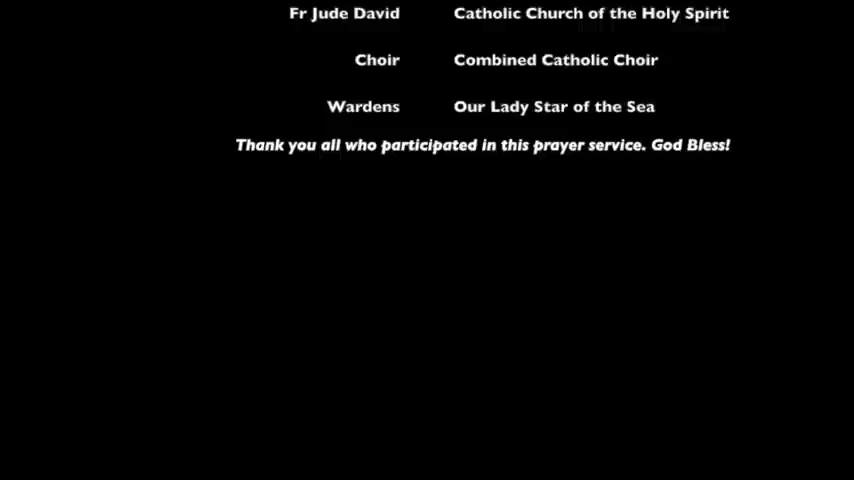 Fr Jude David Catholic Church of the Holy Spirit
Choir Combined Catholic Choir
Wardens Our Lady Star of the Sea
Thank you all who participated in this prayer service. God Bless!